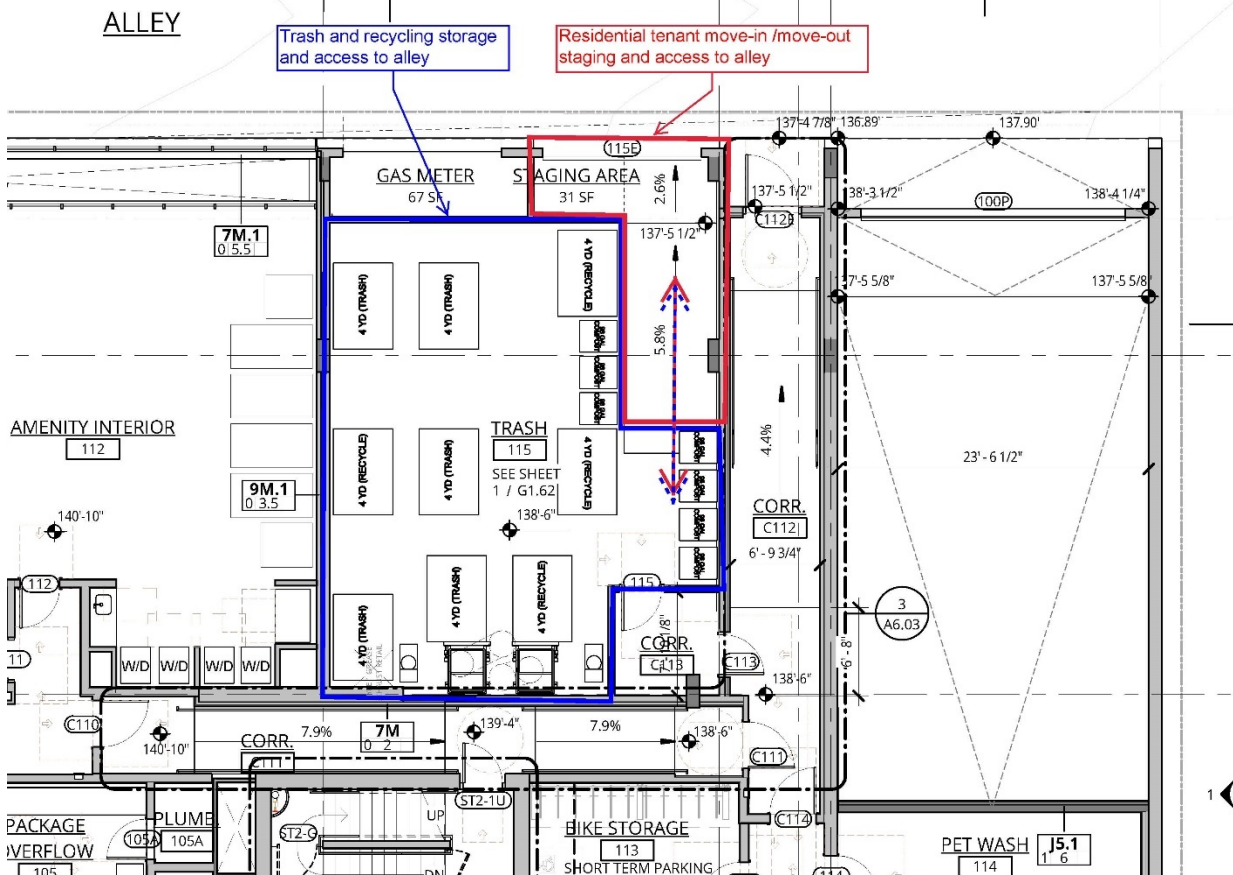 ALLEY
Trash and recycling storage
and access to alley
Residential tenant move-in /move-out
staging and access to alley
137'-4 7/8"
136.89'
137.90'
115E
GAS METER
67 SF
STAGING AREA
31 SF
2.6%
137'-5 1/2"
138'-3 1/2"
100P
138'-4 1/4"
C112E
7M.1
0 5.5
137'-5 1/2"
4 YD (TRASH)
4 YD (TRASH)
4 YD (RECYCLE)
137'-5 5/8"
137'-5 5/8"
5.8%
AMENITY INTERIOR
112
TRASH
115
SEE SHEET
1 / G1.62
4 YD (RECYCLE)
4 YD (TRASH)
4 YD (RECYCLE)
4.4%
23' - 6 1/2"
9M.1
0 3.5
140'-10"
138'-6"
CORR.
C112
6' - 9 3/4"
112
115
3
A6.03
4 YD (TRASH)
4 YD (TRASH)
4 YD (RECYCLE)
CORR.
C113
C113
6' - 8"
11
W/D
W/D
W/D
W/D
138'-6"
C110
140'-10"
7.9%
CORR.
C111
7M
0 2
139'-4"
7.9%
138'-6"
C111
ST2-1U
PACKAGE
OVERFLOW
105
105A
PLUMB.
105A
ST2-C
UP
DN
BIKE STORAGE
113
SHORT TERM PARKING
C114
114
PET WASH
114
J5.1
1 6
1